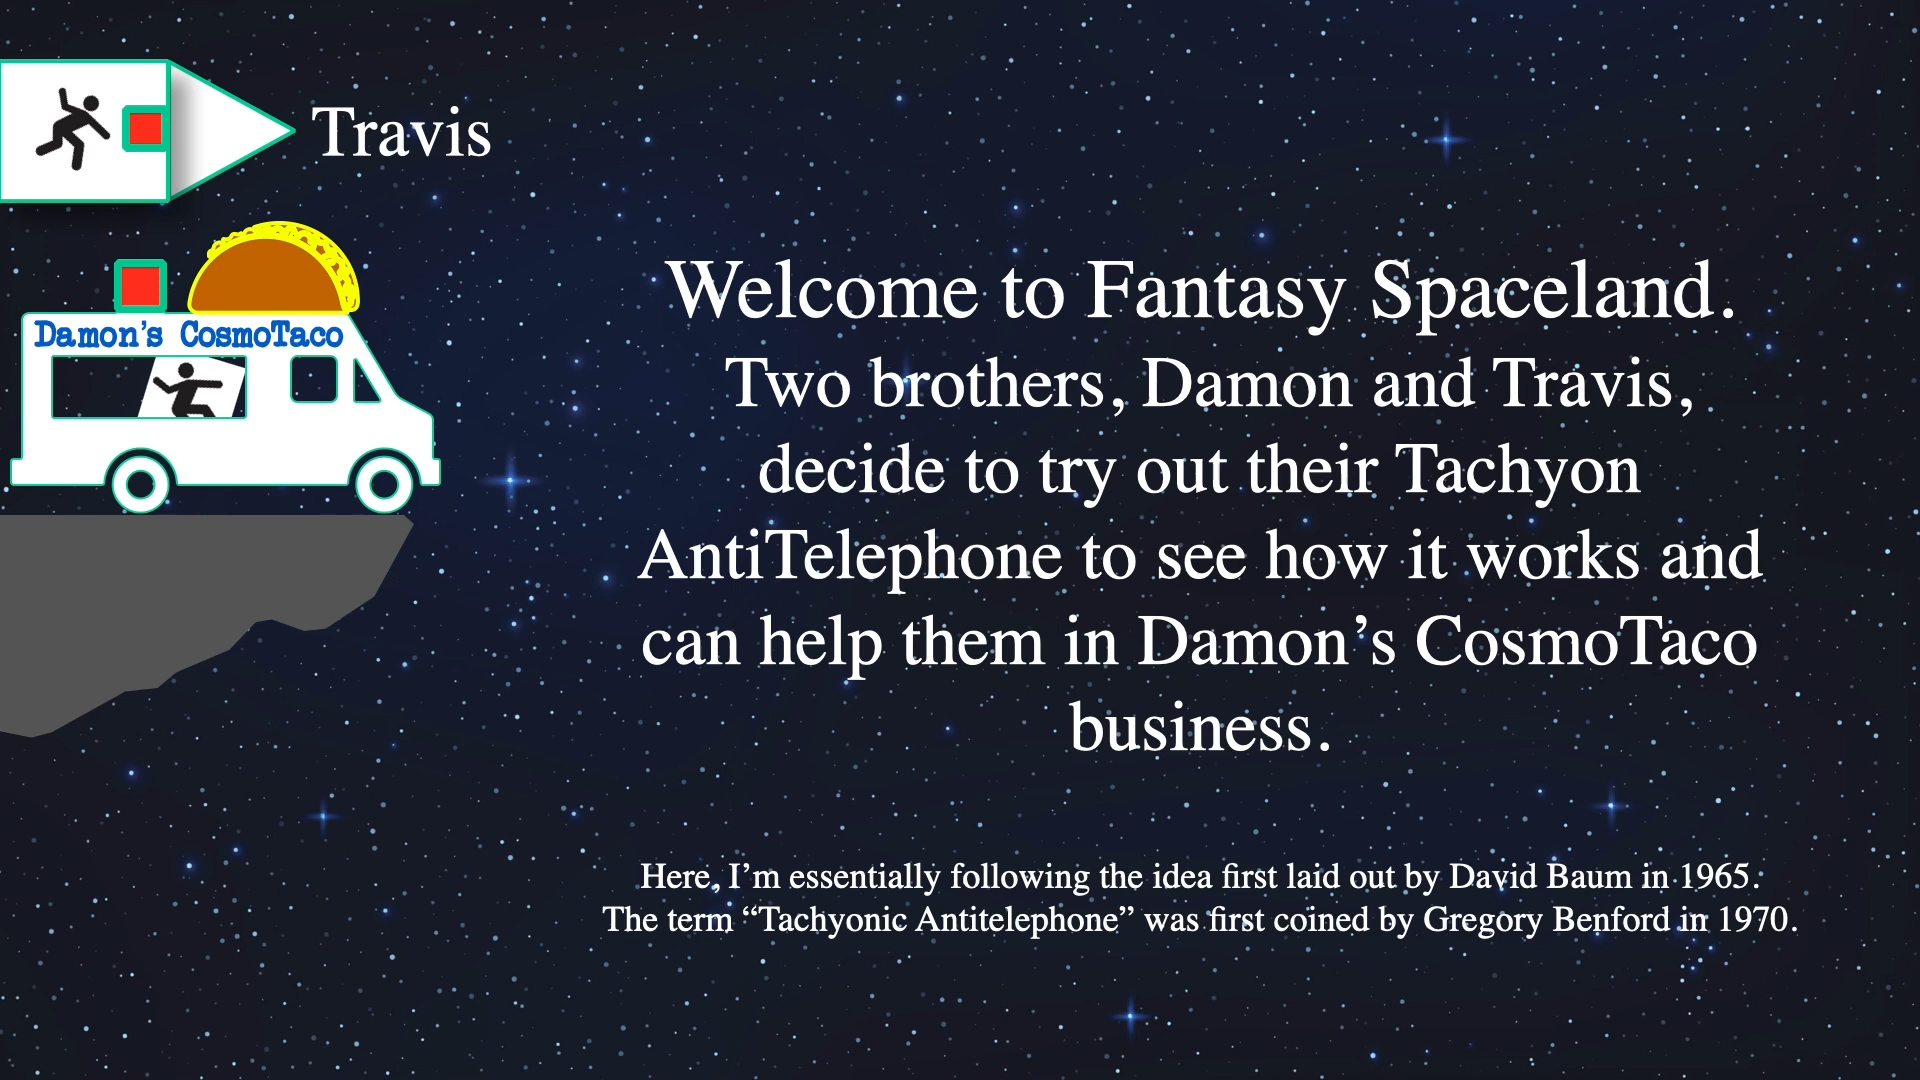 Travis
Damon's CosmoTaco
Welcome to Fantasy Spaceland.
Two brothers, Damon and Travis,
decide to try out their Tachyon
AntiTelephone to see how it works and
can help them in Damon’s CosmoTaco
business.
Here, I’m essentially following the idea first laid out by David Baum in 1965.
The term “Tachyonic Antitelephone” was first coined by Gregory Benford in 1970.